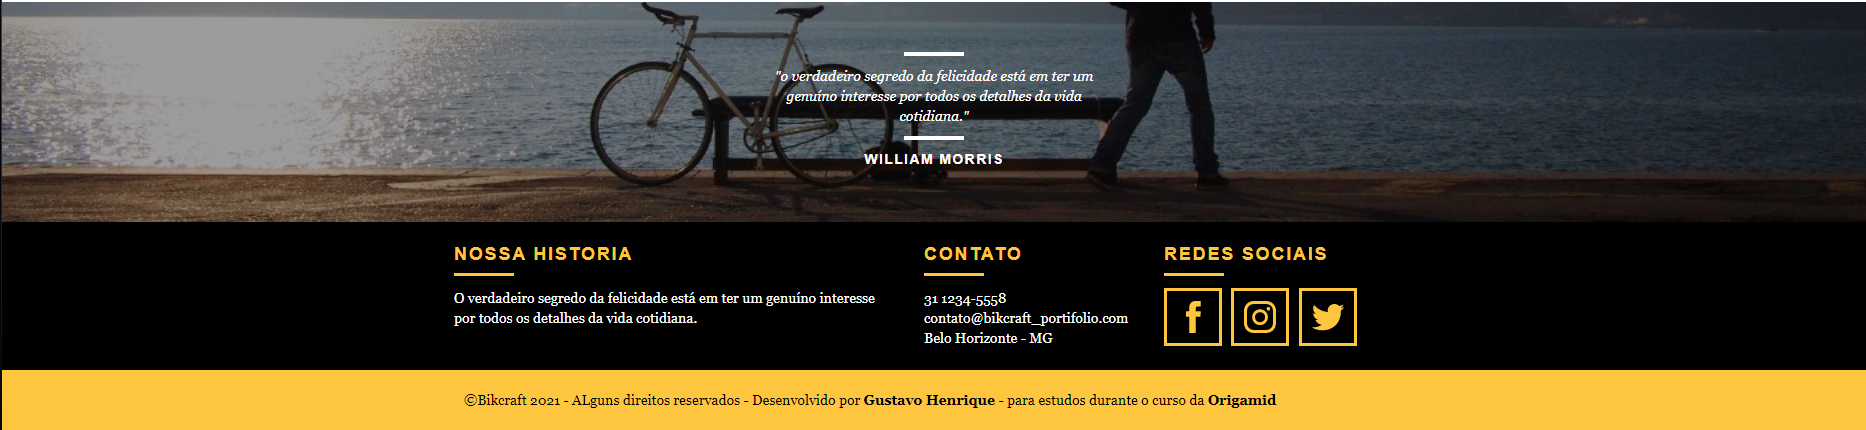 "o verdadeiro segredo da felicidade está em ter um
genuíno interesse por todos os detalhes da vida
cotidiana."
WILLIAM MORRIS
NOSSA HISTORIA
O verdadeiro segredo da felicidade está em ter um genuíno interesse
por todos os detalhes da vida cotidiana.
CONTATO
31 1234-5558
contato@bikcraft_portifolio.com
Belo Horizonte - MG
REDES SOCIAIS
©Bikcraft 2021 - ALguns direitos reservados - Desenvolvido por Gustavo Henrique - para estudos durante o curso da Origamid